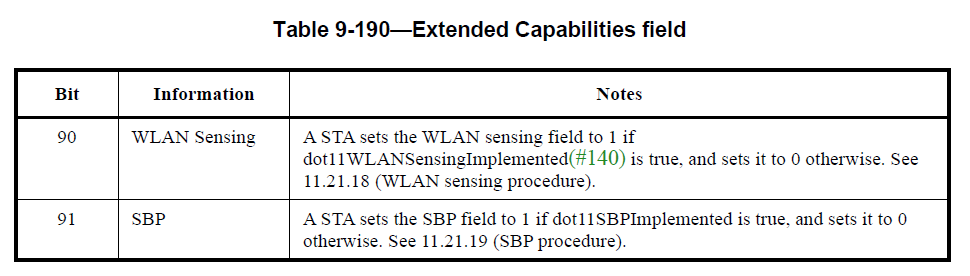 Table 9-190—Extended Capabilities field
Bit Information Notes
90 WLAN Sensing A STA sets the WLAN sensing field to 1 if
dot11WLANSensingImplemented(#140) is true, and sets it to 0 otherwise. See
11.21.18 (WLAN sensing procedure).
91 SBP A STA sets the SBP field to 1 if dot11SBPImplemented is true, and sets it to 0
otherwise. See 11.21.19 (SBP procedure).